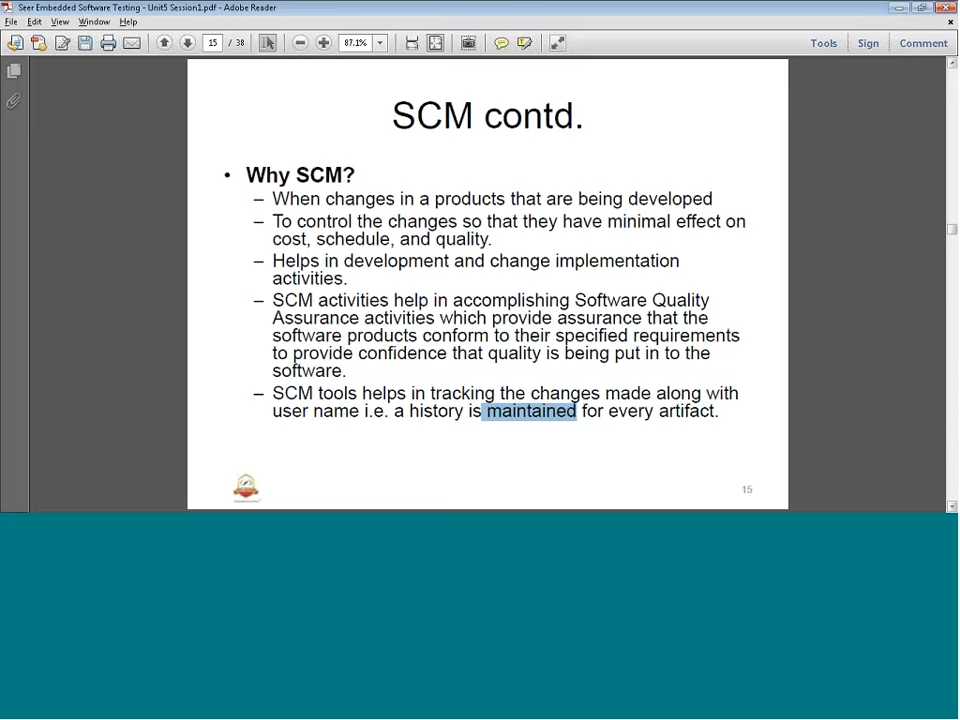 Seer Embedded Software Testing - Unit5 Session1.pdf - Adobe Reader
File Edit View Window Help
15 / 38 87.1% Tools Sign Comment
SCM contd.
• Why SCM?
– When changes in a products that are being developed
– To control the changes so that they have minimal effect on
cost, schedule, and quality.
– Helps in development and change implementation
activities.
– SCM activities help in accomplishing Software Quality
Assurance activities which provide assurance that the
software products conform to their specified requirements
to provide confidence that quality is being put in to the
software.
– SCM tools helps in tracking the changes made along with
user name i.e. a history is maintained for every artifact.
15